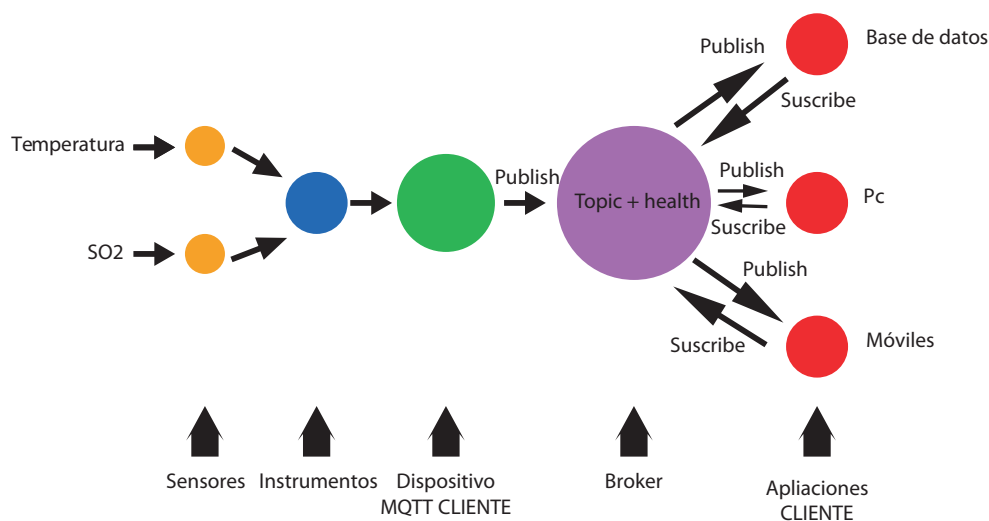 Publish
Base de datos
Suscribe
Temperatura
Publish
Topic + health
Publish
Suscribe
Pc
SO2
Publish
Suscribe
Móviles
Sensores
Instrumentos
Dispositivo
MQTT CLIENTE
Broker
Apliaciones
CLIENTE